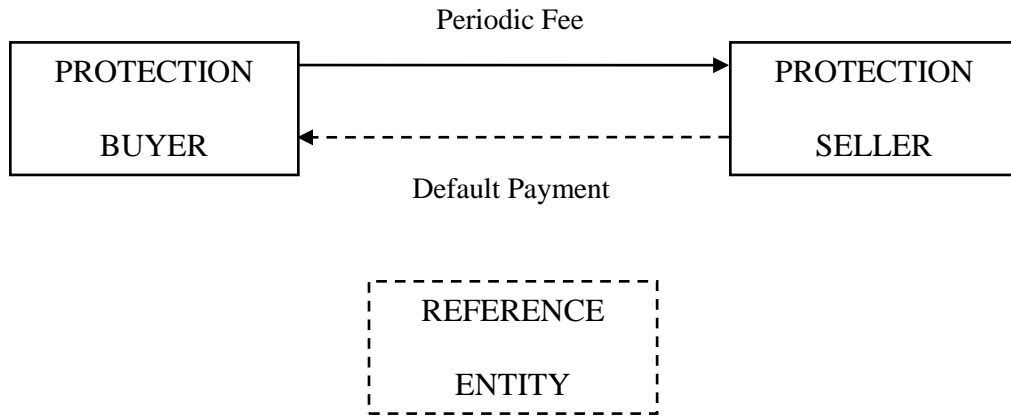 Periodic Fee
PROTECTION
BUYER
PROTECTION
SELLER
Default Payment
REFERENCE
ENTITY